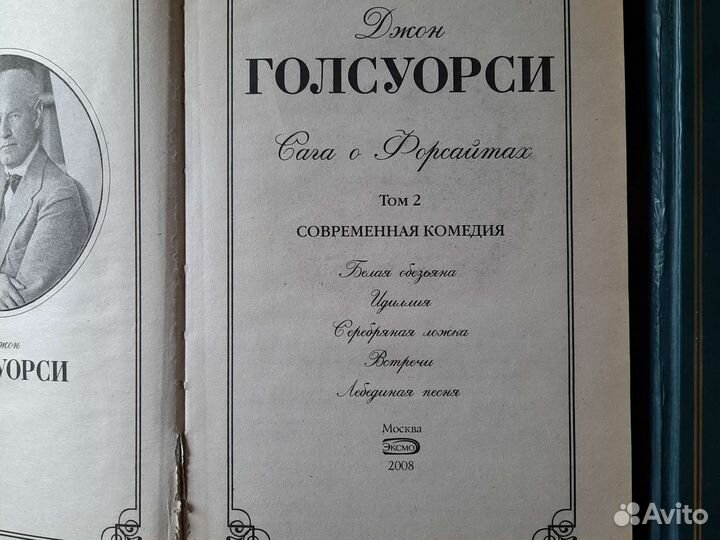 жон
УОРСИ
Джон
ГОЛСУОРСИ
Сага о Форсайтах
Том 2
СОВРЕМЕННАЯ КОМЕДИЯ
Белая обезьяна
Идиллия
Серебряная ложка
Встречи
Лебединая песня
Москва
ЭКСМО
2008
Avito